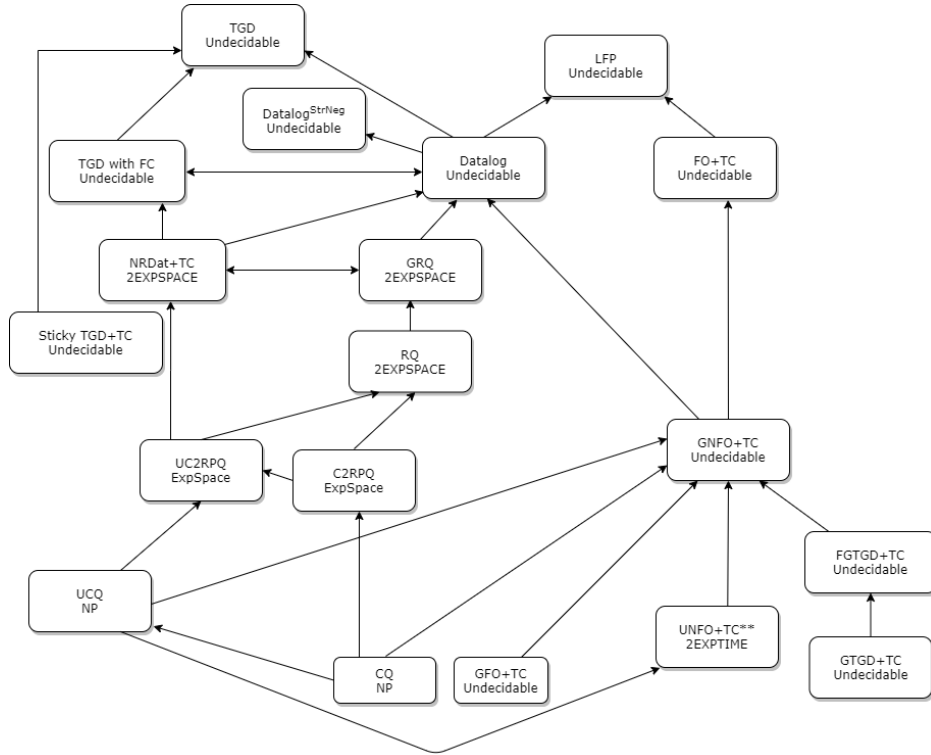 TGD
Undecidable
LFP
Undecidable
Datalog^StrNeg
Undecidable
TGD with FC
Undecidable
Datalog
Undecidable
FO+TC
Undecidable
NRDat+TC
2EXPSPACE
GRQ
2EXPSPACE
Sticky TGD+TC
Undecidable
RQ
2EXPSPACE
GNFO+TC
Undecidable
UC2RPQ
ExpSpace
C2RPQ
ExpSpace
FGTGD+TC
Undecidable
UCQ
NP
UNFO+TC**
2EXPTIME
CQ
NP
GFO+TC
Undecidable
GTGD+TC
Undecidable